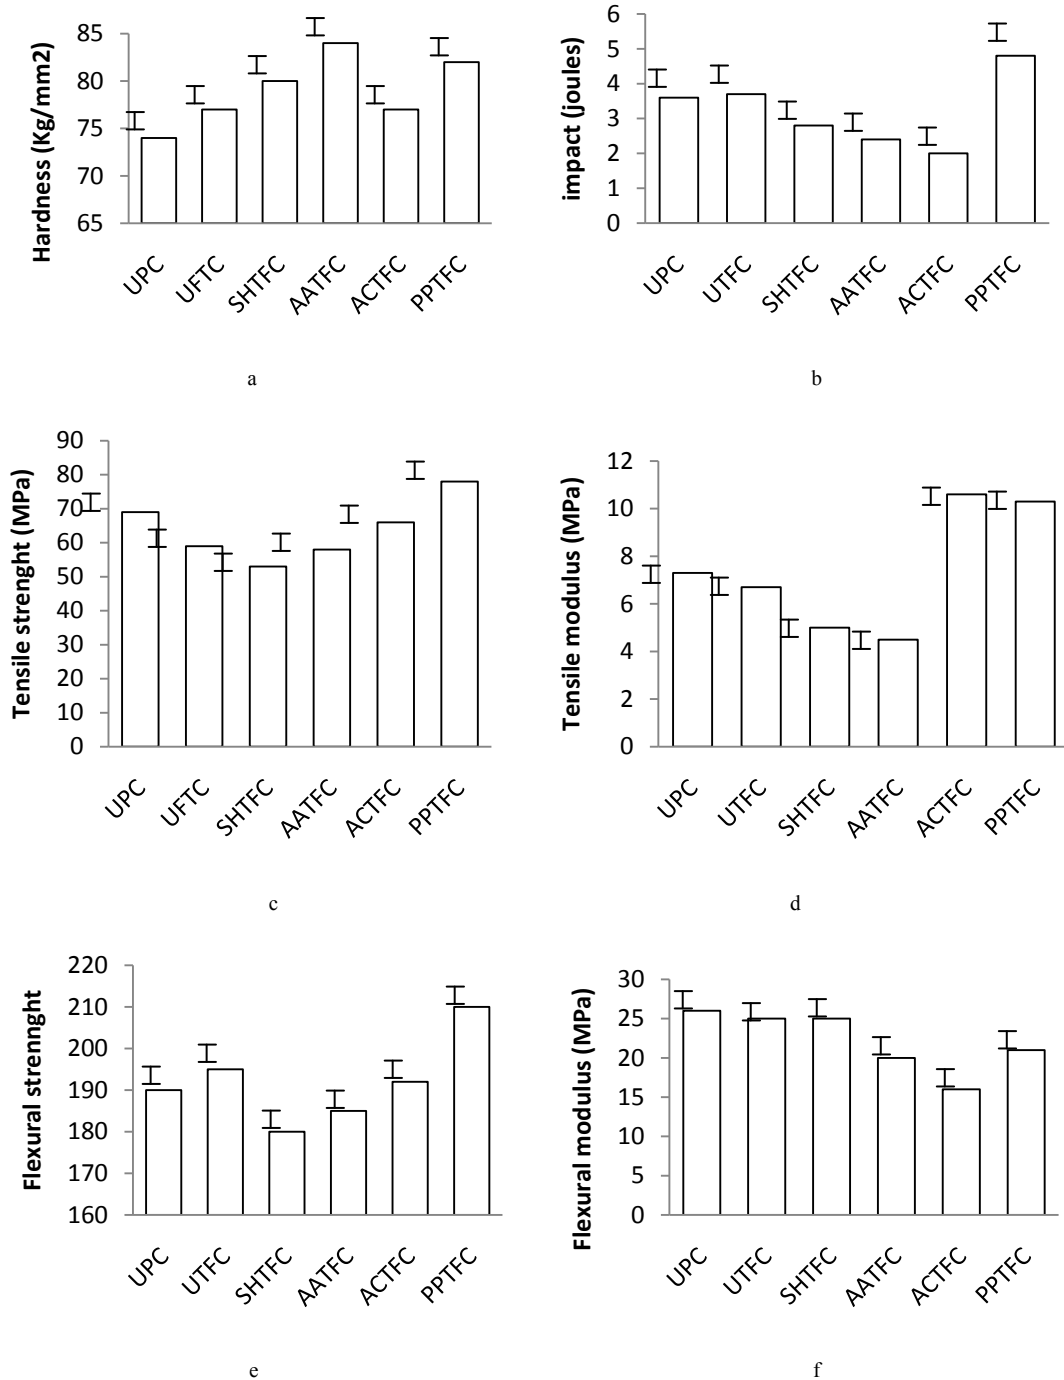 Hardness (Kg/mm2)
85
80
75
70
65
UPC
UFTC
SHTFC
AATFC
ACTFC
PPTFC
a
impact (joules)
6
5
4
3
2
1
0
UPC
UTFC
SHTFC
AATFC
ACTFC
PPTFC
b
Tensile strenght (MPa)
90
80
70
60
50
40
30
20
10
0
UPC
UFTC
SHTFC
AATFC
ACTFC
PPTFC
c
Tensile modulus (MPa)
12
10
8
6
4
2
0
UPC
UTFC
SHTFC
AATFC
ACTFC
PPTFC
d
Flexural strennght
220
210
200
190
180
170
160
UPC
UTFC
SHTFC
AATFC
ACTFC
PPTFC
e
Flexural modulus (MPa)
30
25
20
15
10
5
0
UPC
UTFC
SHTFC
AATFC
ACTFC
PPTFC
f